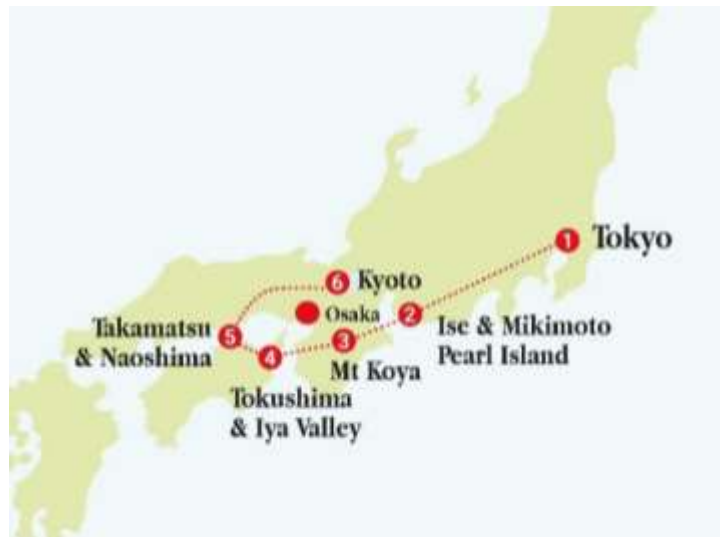 1 Tokyo
6 Kyoto
Osaka
2 Ise & Mikimoto
Pearl Island
5 Takamatsu
& Naoshima
3
Mt Koya
4
Tokushima
& Iya Valley